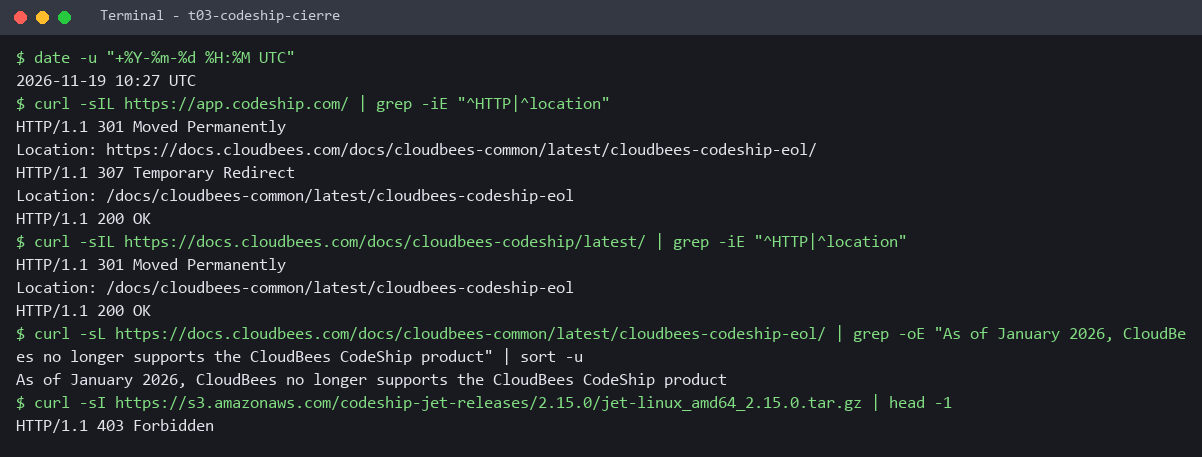 Terminal - t03-codeship-cierre
$ date -u "+%Y-%m-%d %H:%M UTC"
2026-11-19 10:27 UTC
$ curl -sIL https://app.codeship.com/ | grep -iE "^HTTP|^location"
HTTP/1.1 301 Moved Permanently
Location: https://docs.cloudbees.com/docs/cloudbees-common/latest/cloudbees-codeship-eol/
HTTP/1.1 307 Temporary Redirect
Location: /docs/cloudbees-common/latest/cloudbees-codeship-eol
HTTP/1.1 200 OK
$ curl -sIL https://docs.cloudbees.com/docs/cloudbees-codeship/latest/ | grep -iE "^HTTP|^location"
HTTP/1.1 301 Moved Permanently
Location: /docs/cloudbees-common/latest/cloudbees-codeship-eol
HTTP/1.1 200 OK
$ curl -sL https://docs.cloudbees.com/docs/cloudbees-common/latest/cloudbees-codeship-eol/ | grep -oE "As of January 2026, CloudBe
es no longer supports the CloudBees CodeShip product" | sort -u
As of January 2026, CloudBees no longer supports the CloudBees CodeShip product
$ curl -sI https://s3.amazonaws.com/codeship-jet-releases/2.15.0/jet-linux_amd64_2.15.0.tar.gz | head -1
HTTP/1.1 403 Forbidden